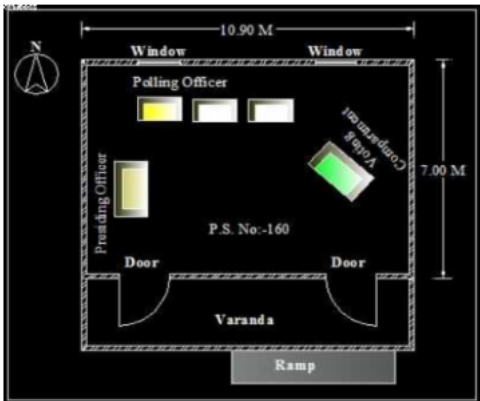 10.90 M
N
Window Window
Polling Officer
Voting
Compartment
7.00 M
Presiding Officer
P.S. No:-160
Door Door
Varanda
Ramp